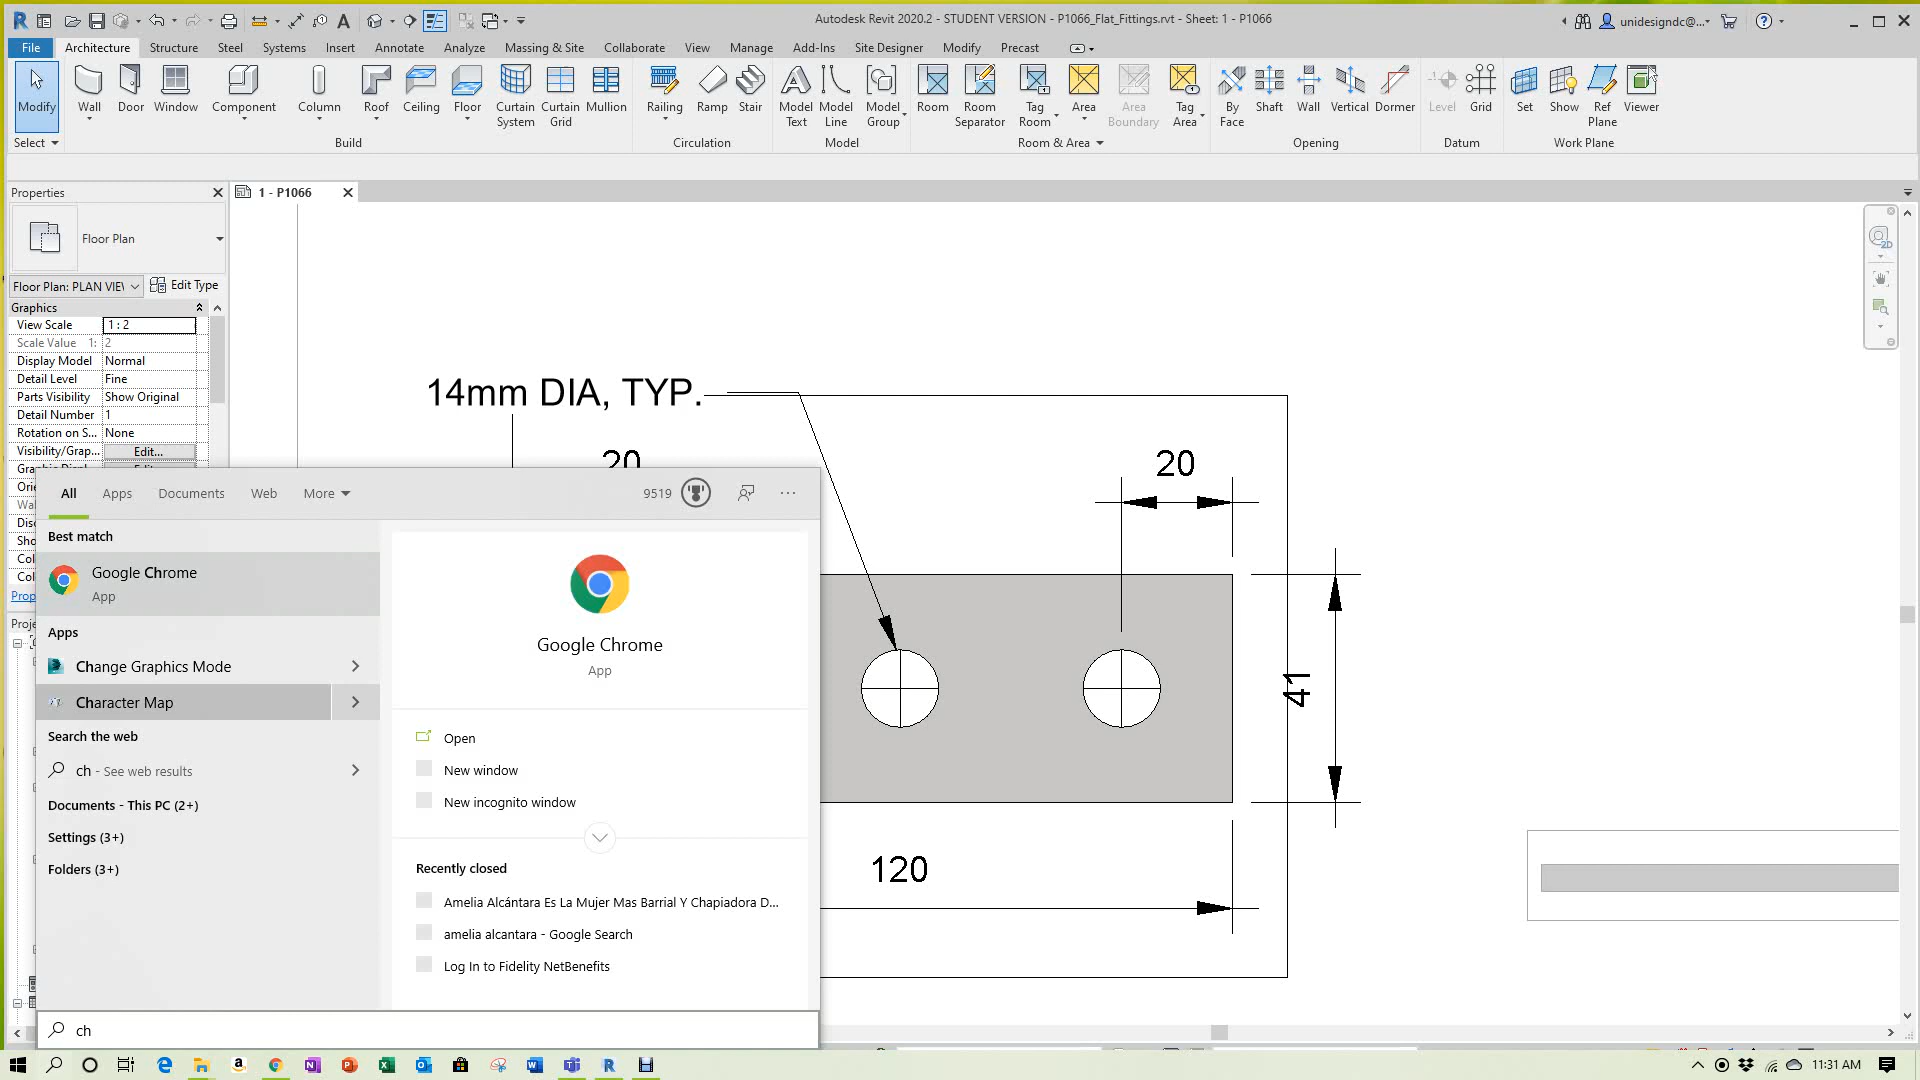 Autodesk Revit 2020.2 - STUDENT VERSION - P1066_Flat_Fittings.rvt - Sheet: 1 - P1066
unidesigndc@...
File Architecture Structure Steel Systems Insert Annotate Analyze Massing & Site Collaborate View Manage Add-Ins Site Designer Modify Precast
Modify Wall Door Window Component Column Roof Ceiling Floor Curtain System Curtain Grid Mullion Railing Ramp Stair Model Text Model Line Model Group Room Room Separator Tag Room Area Area Boundary Tag Area By Face Shaft Wall Vertical Dormer Level Grid Set Show Ref Plane Viewer
Select Build Circulation Model Room & Area Opening Datum Work Plane
Properties
1 - P1066
Floor Plan
Floor Plan: PLAN VIEW
Edit Type
Graphics
View Scale 1 : 2
Scale Value 1: 2
Display Model Normal
Detail Level Fine
Parts Visibility Show Original
Detail Number 1
Rotation on S... None
Visibility/Grap... Edit...
14mm DIA, TYP.
20
20
41
120
All Apps Documents Web More
9519
Best match
Google Chrome
App
Apps
Change Graphics Mode
Character Map
Search the web
ch - See web results
Documents - This PC (2+)
Settings (3+)
Folders (3+)
Google Chrome
App
Open
New window
New incognito window
Recently closed
Amelia Alcántara Es La Mujer Mas Barrial Y Chapiadora D...
amelia alcantara - Google Search
Log In to Fidelity NetBenefits
ch
11:31 AM